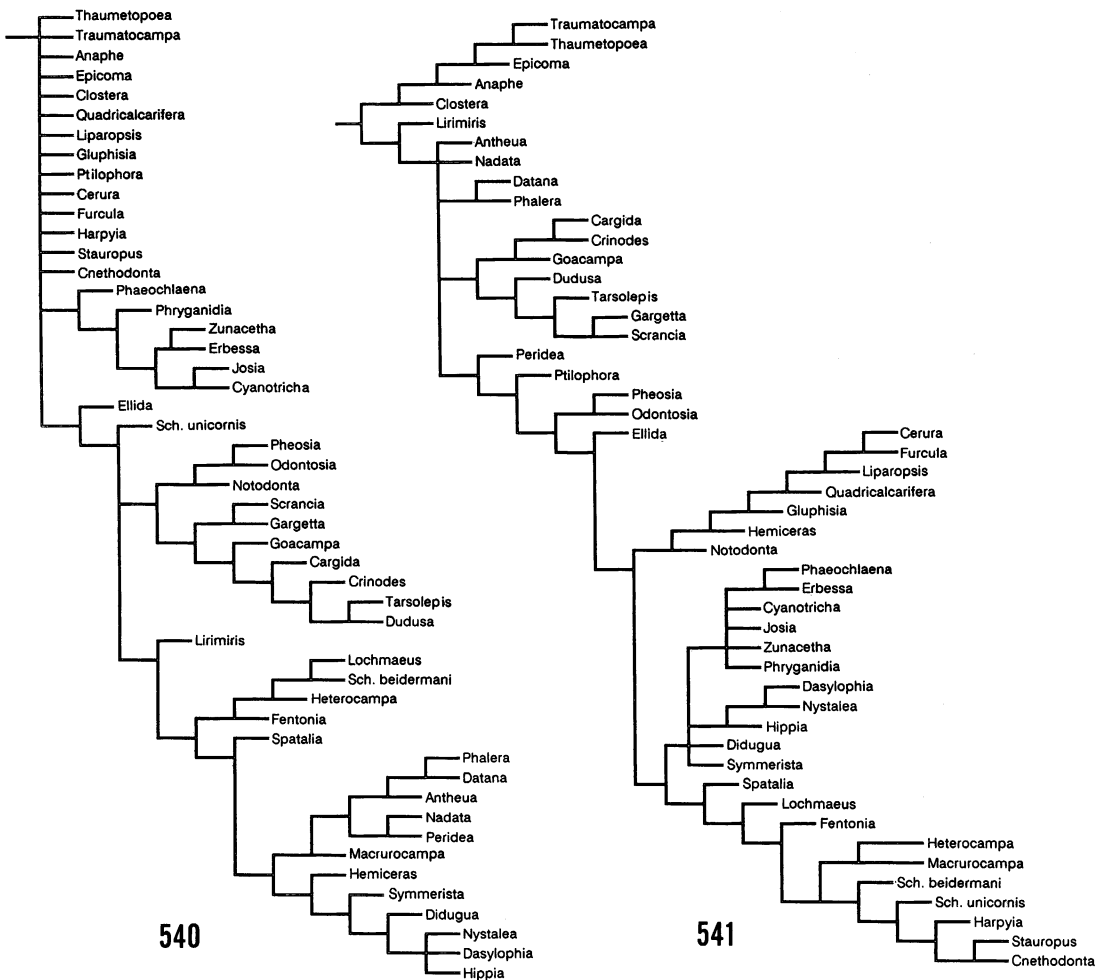 Thaumetopoea
Traumatocampa
Anaphe
Epicoma
Clostera
Quadricalcarifera
Liparopsis
Gluphisia
Ptilophora
Cerura
Furcula
Harpyia
Stauropus
Cnethodonta
Phaeochlaena
Phryganidia
Zunacetha
Erbessa
Josia
Cyanotricha
Ellida
Sch. unicornis
Pheosia
Odontosia
Notodonta
Scrancia
Gargetta
Goacampa
Cargida
Crinodes
Tarsolepis
Dudusa
Lirimiris
Lochmaeus
Sch. beidermani
Heterocampa
Fentonia
Spatalia
Phalera
Datana
Antheua
Nadata
Peridea
Macrurocampa
Hemiceras
Symmerista
Didugua
Nystalea
Dasylophia
Hippia
540
Traumatocampa
Thaumetopoea
Epicoma
Anaphe
Clostera
Lirimiris
Antheua
Nadata
Datana
Phalera
Cargida
Crinodes
Goacampa
Dudusa
Tarsolepis
Gargetta
Scrancia
Peridea
Ptilophora
Pheosia
Odontosia
Ellida
Cerura
Furcula
Liparopsis
Quadricalcarifera
Gluphisia
Hemiceras
Notodonta
Phaeochlaena
Erbessa
Cyanotricha
Josia
Zunacetha
Phryganidia
Dasylophia
Nystalea
Hippia
Didugua
Symmerista
Spatalia
Lochmaeus
Fentonia
Heterocampa
Macrurocampa
Sch. beidermani
Sch. unicornis
Harpyia
Stauropus
Cnethodonta
541